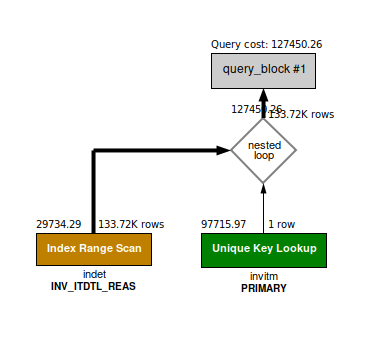 Query cost: 127450.26
query_block #1
127450.26
133.72K rows
nested
loop
29734.29
133.72K rows
97715.97
1 row
Index Range Scan
Unique Key Lookup
indet
INV_ITDTL_REAS
invitm
PRIMARY